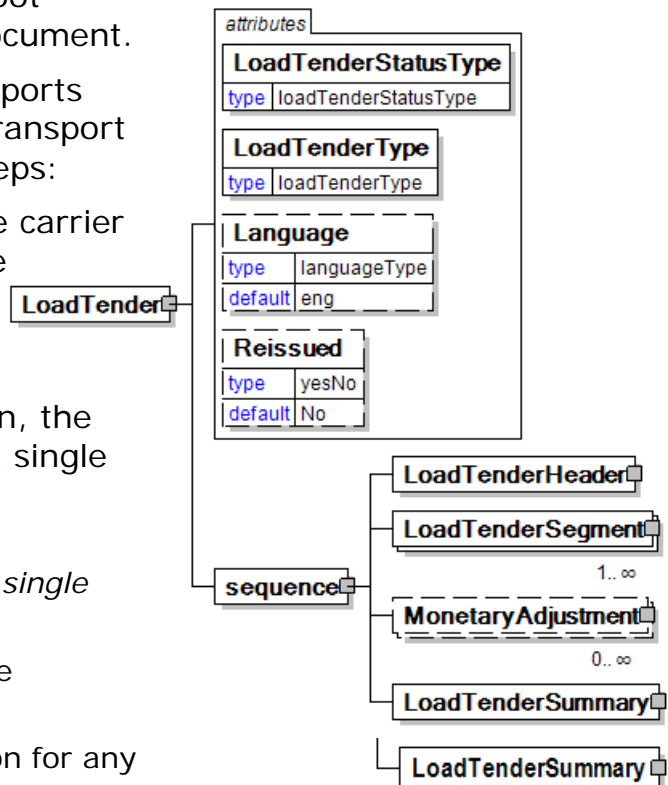 ocument.
ports
ransport
eps:
e carrier
e
n, the
single
single
e
on for any
attributes
LoadTenderStatusType
type loadTenderStatusType
LoadTenderType
type loadTenderType
Language
type languageType
default eng
Reissued
type yesNo
default No
LoadTender
LoadTenderHeader
LoadTenderSegment
1.. ∞
sequence
MonetaryAdjustment
0.. ∞
LoadTenderSummary
LoadTenderSummary